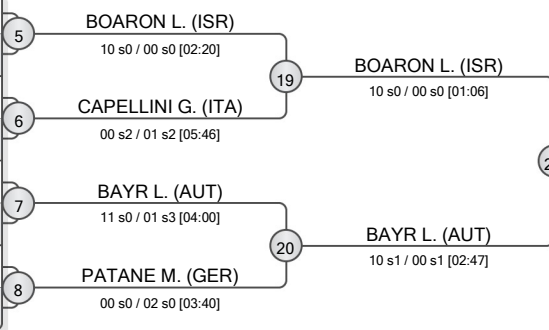 5
BOARON L. (ISR)
10 s0 / 00 s0 [02:20]
19
BOARON L. (ISR)
10 s0 / 00 s0 [01:06]
6
CAPELLINI G. (ITA)
00 s2 / 01 s2 [05:46]
7
BAYR L. (AUT)
11 s0 / 01 s3 [04:00]
20
BAYR L. (AUT)
10 s1 / 00 s1 [02:47]
8
PATANE M. (GER)
00 s0 / 02 s0 [03:40]